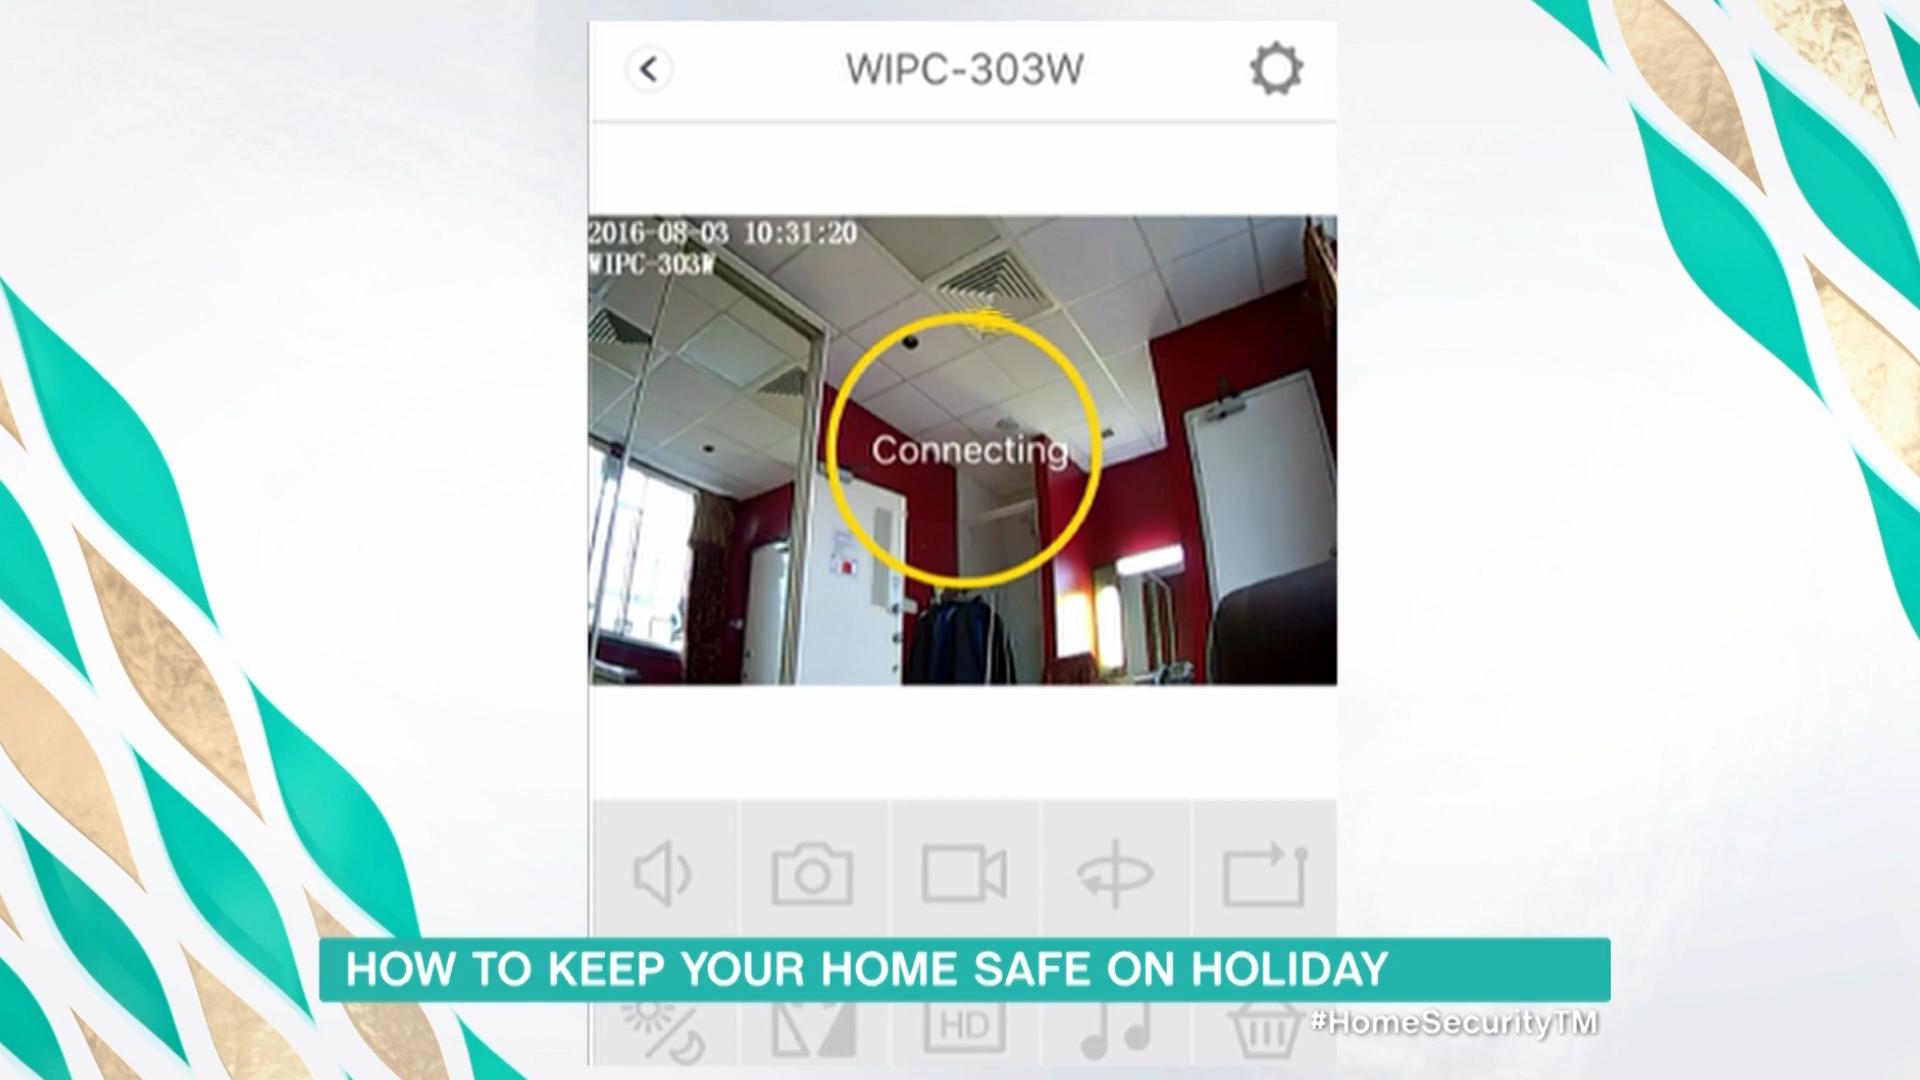 WIPC-303W
2016-08-03 10:31:20
WIPC-303W
Connecting
HOW TO KEEP YOUR HOME SAFE ON HOLIDAY
HD
#HomeSecurityTM